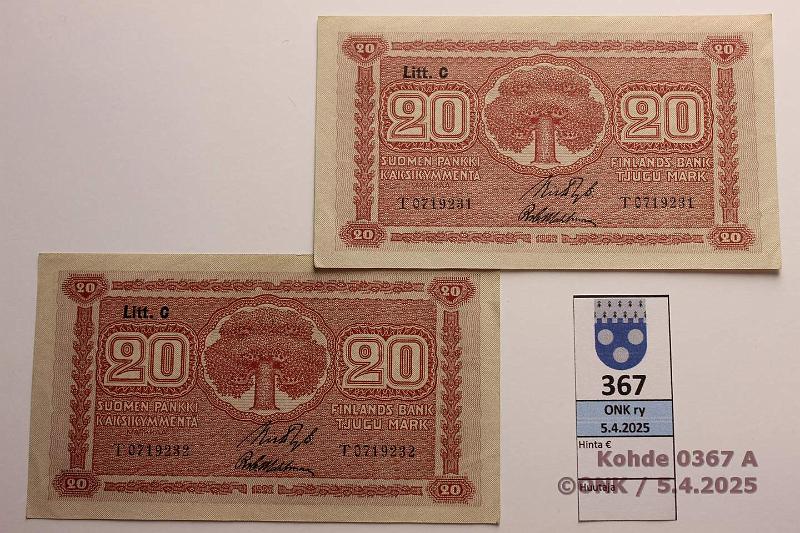 20 20
Litt. C
20 20
SUOMEN PANKKI FINLANDS BANK
KAKSIKYMMENTÄ TJUGU MARK
T 0719231 T 0719231
20 20
20 20
Litt. C
20 20
SUOMEN PANKKI FINLANDS BANK
KAKSIKYMMENTÄ TJUGU MARK
T 0719232 T 0719232
20 20
367
ONK ry
5.4.2025
Hinta €
Huutaja
Kohde 0367 A
©ONK / 5.4.2025